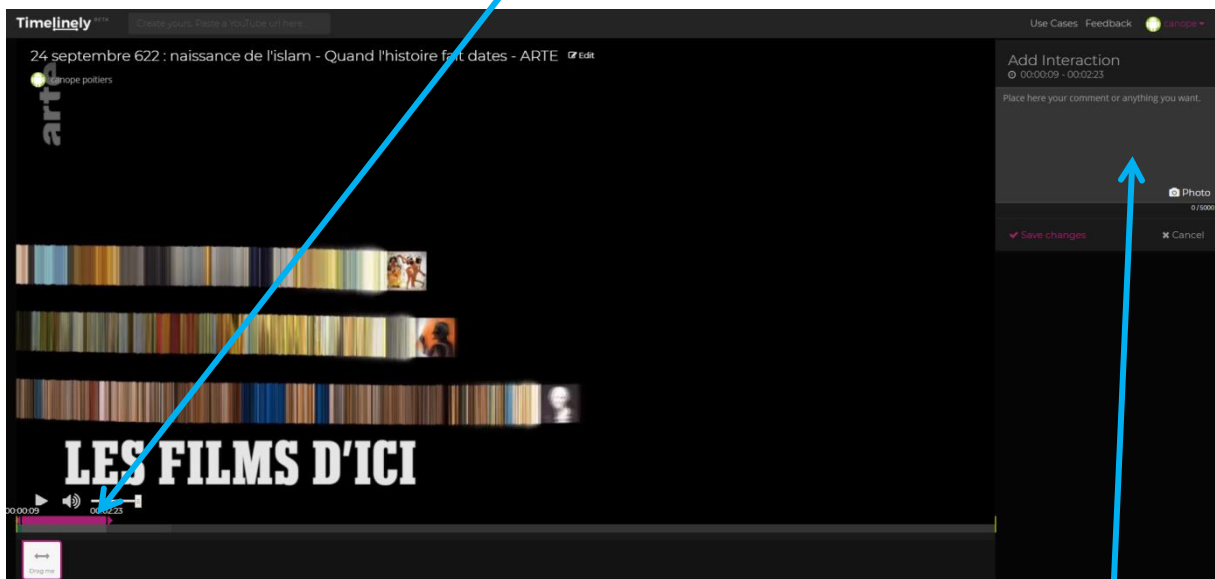 Timelinely BETA
Create yours. Paste a YouTube url here...
Use Cases Feedback canope
24 septembre 622 : naissance de l'islam - Quand l'histoire fait dates - ARTE Edit
canope poitiers
arte
Add Interaction
00:00:09 - 00:02:23
Place here your comment or anything you want.
Photo
0/5000
Save changes Cancel
LES FILMS D'ICI
00:00:09 00:02:23
Drag me